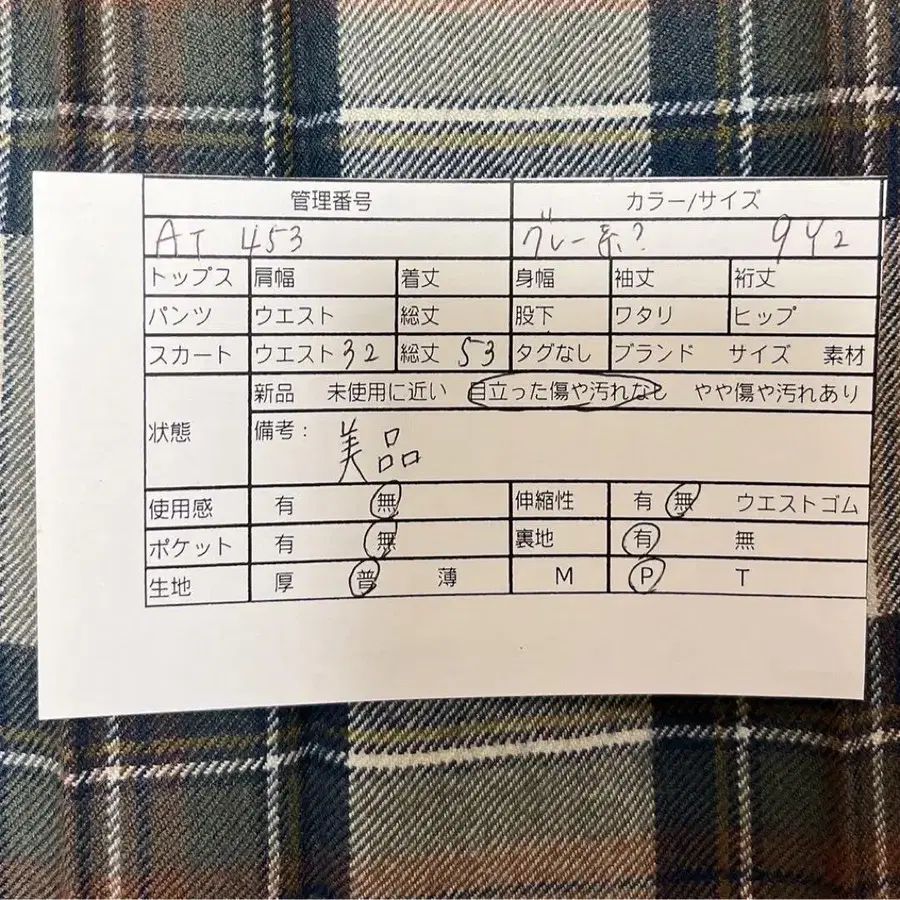 管理番号 カラー/サイズ
AT 453 グレー系? 9Y2
トップス 肩幅 着丈 身幅 袖丈 裄丈
パンツ ウエスト 総丈 股下 ワタリ ヒップ
スカート ウエスト 32 総丈 53 タグなし ブランド サイズ 素材
状態 新品 未使用に近い 目立った傷や汚れなし やや傷や汚れあり
備考: 美品
使用感 有 無 伸縮性 有 無 ウエストゴム
ポケット 有 無 裏地 有 無
生地 厚 普 薄 M P T